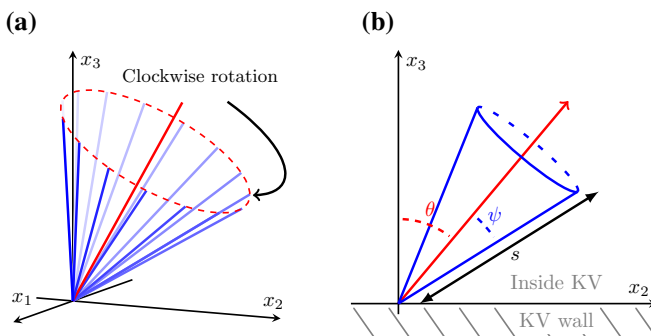 (a)
x₃
Clockwise rotation
x₁
x₂
(b)
x₃
θ
ψ
s
Inside KV
x₂
KV wall